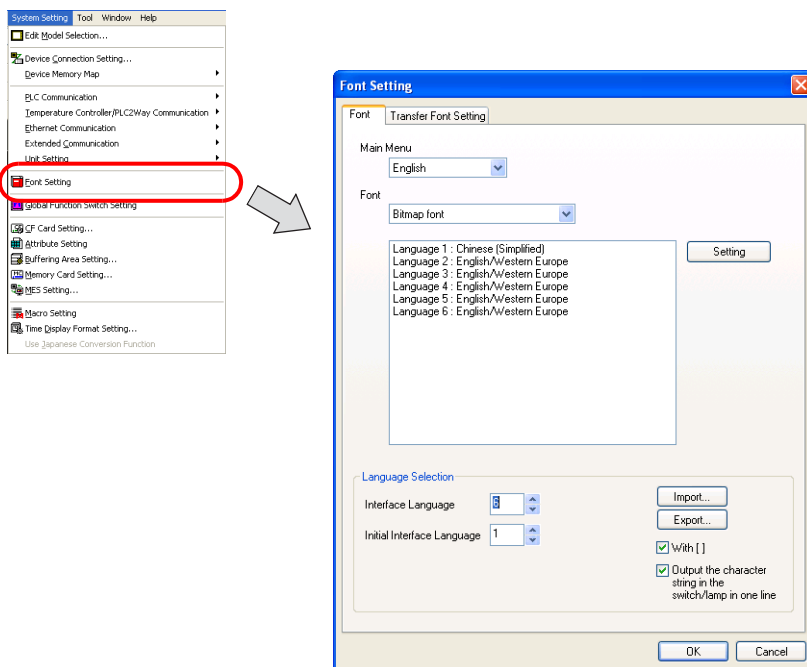 System Setting Tool Window Help
Edit Model Selection...
Device Connection Setting...
Device Memory Map
PLC Communication
Temperature Controller/PLC2Way Communication
Ethernet Communication
Extended Communication
Unit Setting
Font Setting
Global Function Switch Setting
CF Card Setting...
Attribute Setting
Buffering Area Setting...
Memory Card Setting...
MES Setting...
Macro Setting
Time Display Format Setting...
Use Japanese Conversion Function
Font Setting
Font Transfer Font Setting
Main Menu
English
Font
Bitmap font
Language 1 : Chinese (Simplified)
Language 2 : English/Western Europe
Language 3 : English/Western Europe
Language 4 : English/Western Europe
Language 5 : English/Western Europe
Language 6 : English/Western Europe
Setting
Language Selection
Interface Language 6
Initial Interface Language 1
Import...
Export...
With [ ]
Output the character
string in the
switch/lamp in one line
OK Cancel